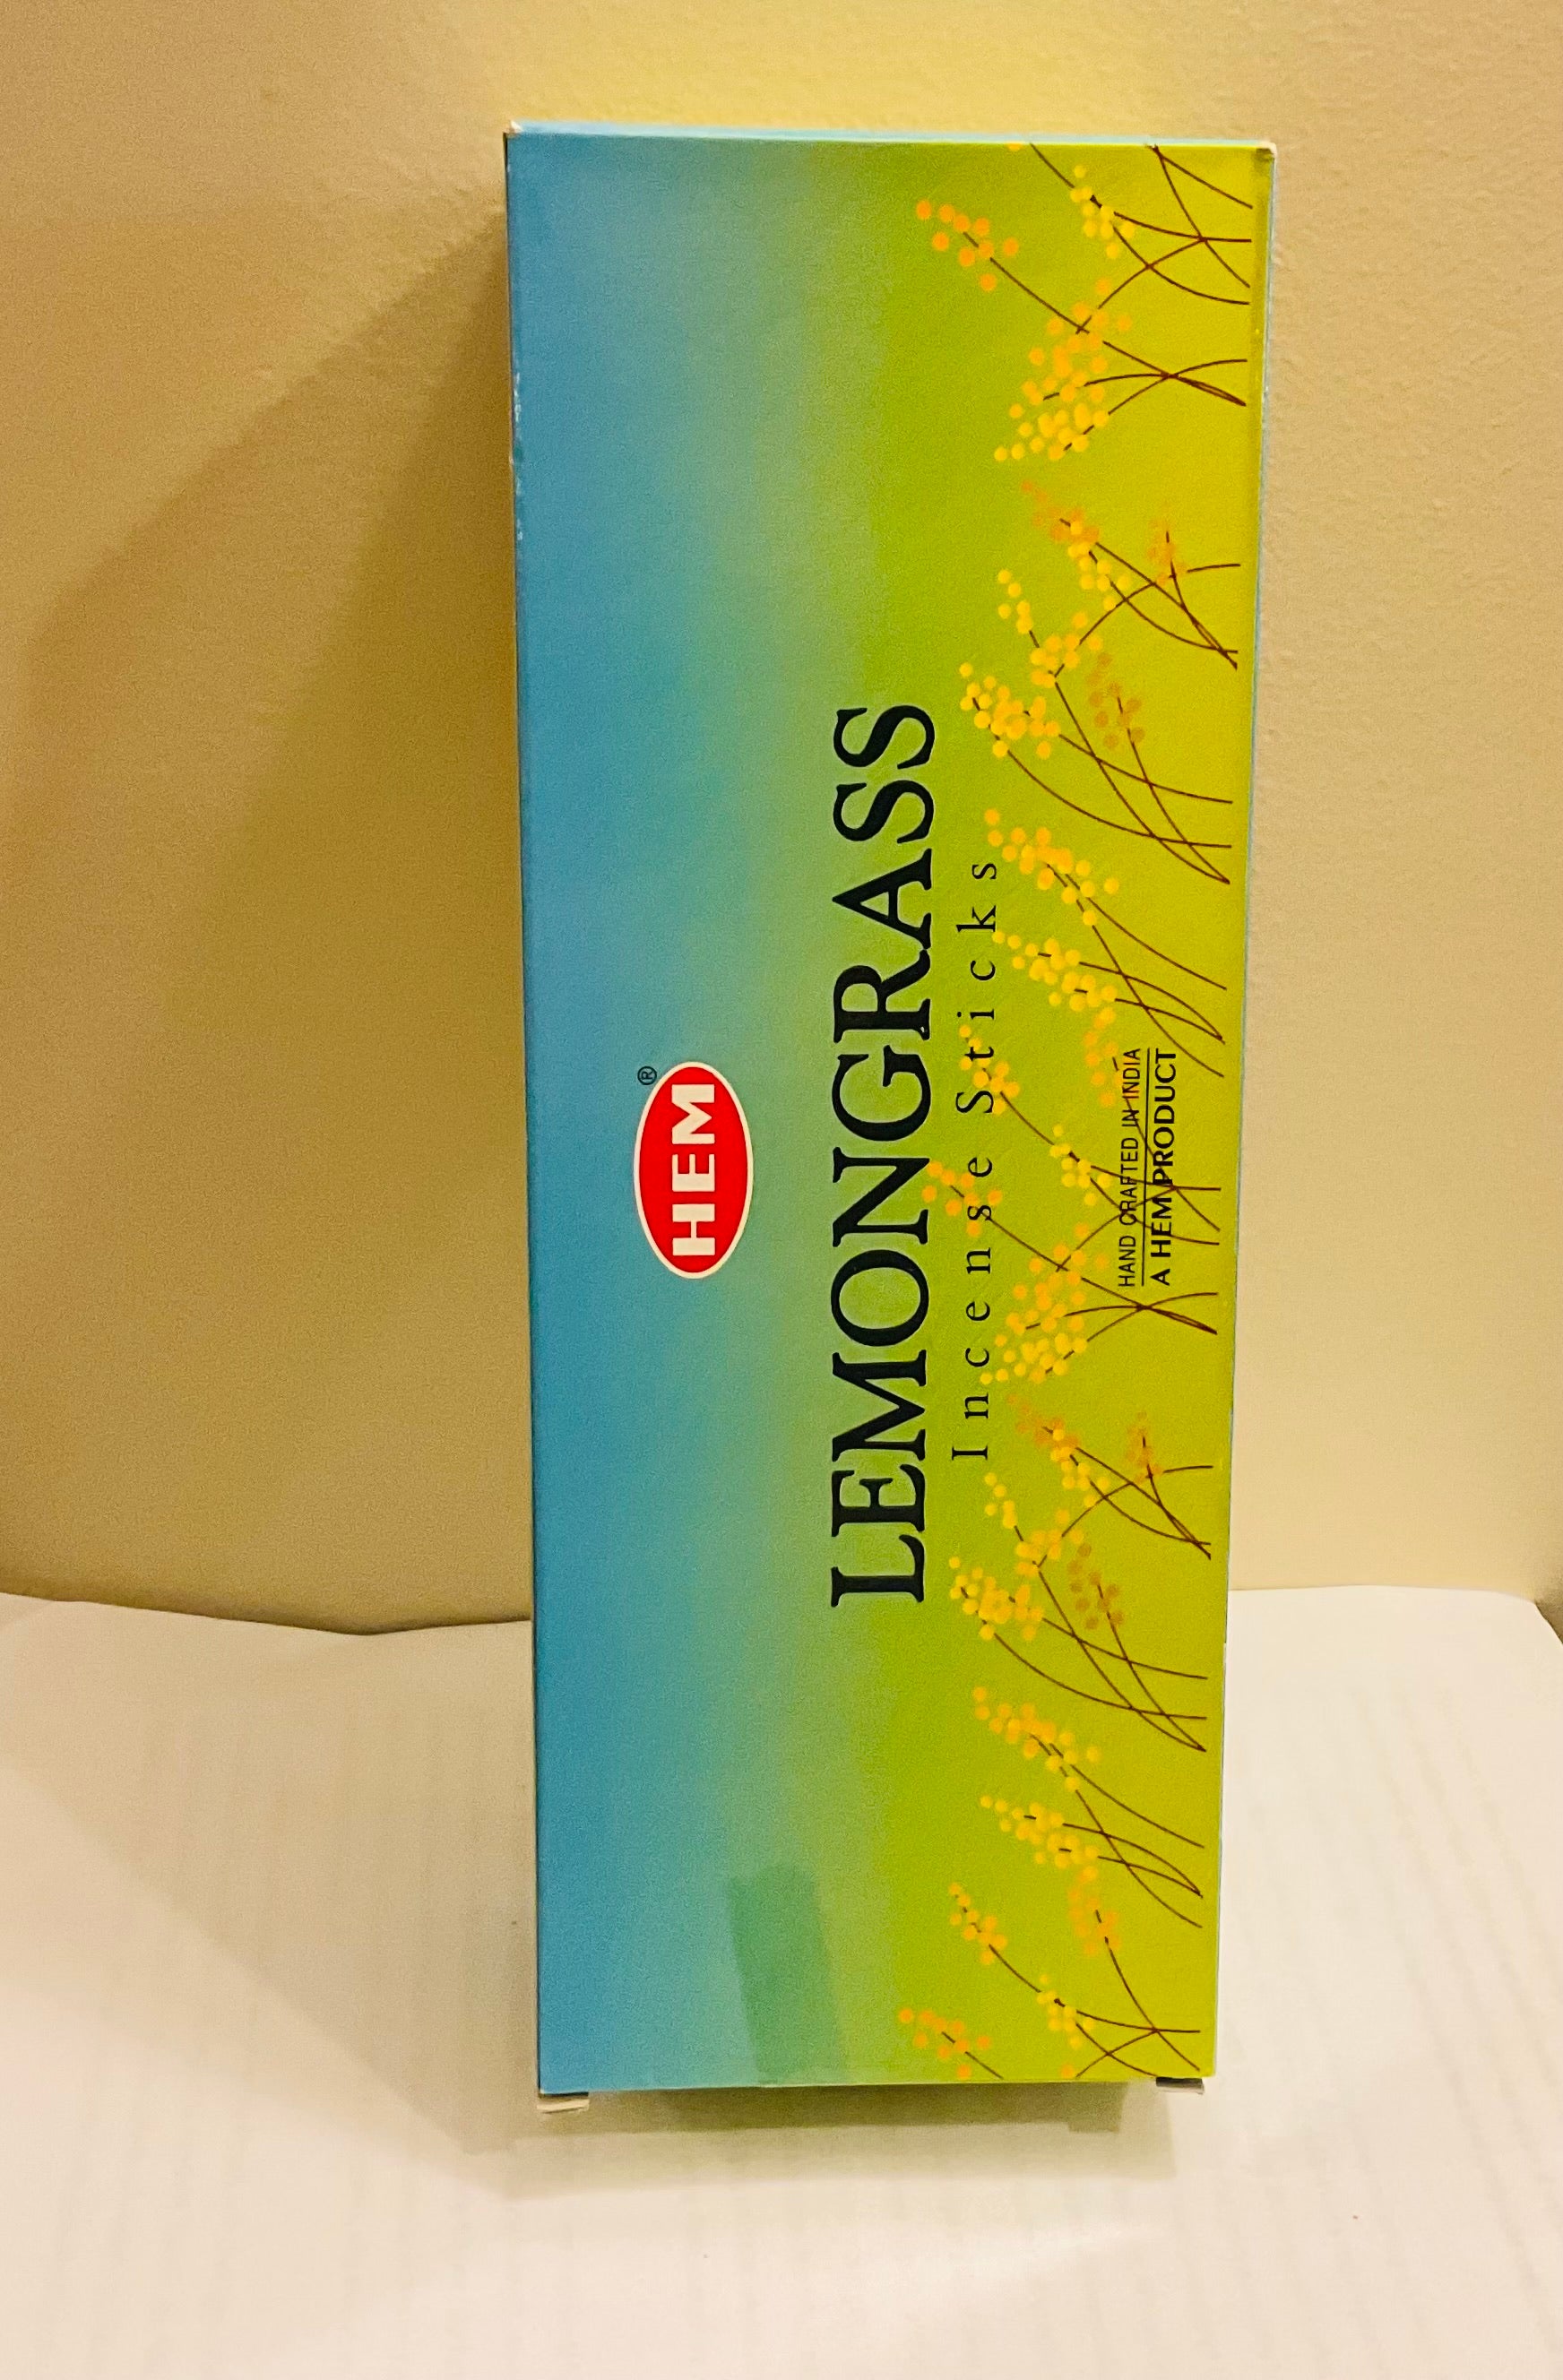 HEM®
LEMONGRASS
Incense Sticks
HAND CRAFTED IN INDIA
A HEM PRODUCT